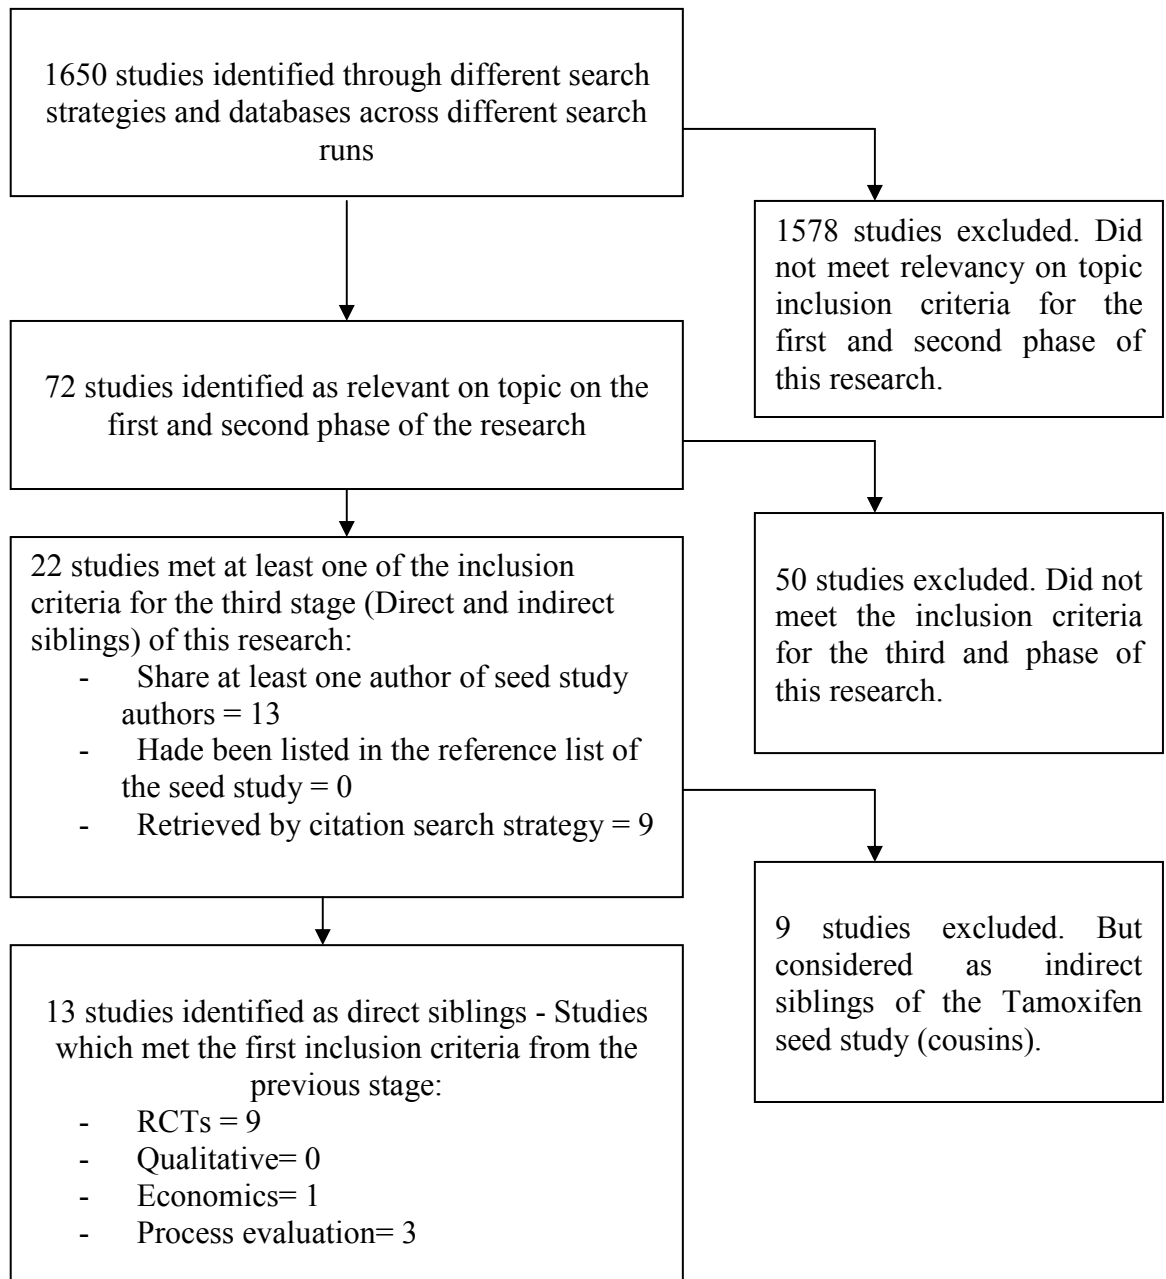 1650 studies identified through different search
strategies and databases across different search
runs
1578 studies excluded. Did
not meet relevancy on topic
inclusion criteria for the
first and second phase of
this research.
72 studies identified as relevant on topic on the
first and second phase of the research
50 studies excluded. Did not
meet the inclusion criteria
for the third and phase of
this research.
22 studies met at least one of the inclusion
criteria for the third stage (Direct and indirect
siblings) of this research:
- Share at least one author of seed study
authors = 13
- Hade been listed in the reference list of
the seed study = 0
- Retrieved by citation search strategy = 9
9 studies excluded. But
considered as indirect
siblings of the Tamoxifen
seed study (cousins).
13 studies identified as direct siblings - Studies
which met the first inclusion criteria from the
previous stage:
- RCTs = 9
- Qualitative= 0
- Economics= 1
- Process evaluation= 3